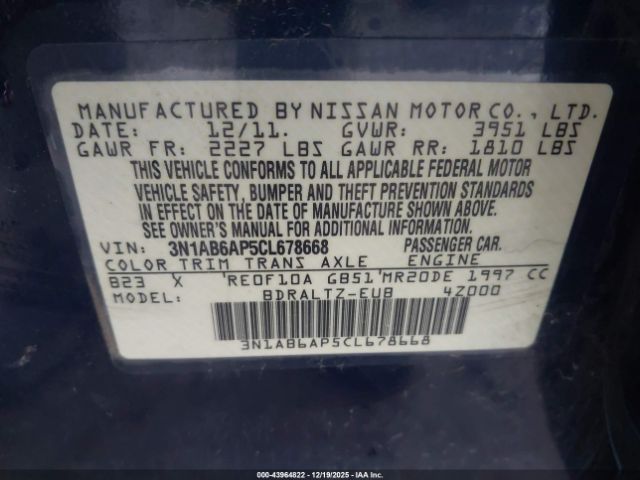 MANUFACTURED BY NISSAN MOTOR CO., LTD.
DATE: 12/11. GVWR: 3951 LBS
GAWR FR: 2227 LBS GAWR RR: 1810 LBS
THIS VEHICLE CONFORMS TO ALL APPLICABLE FEDERAL MOTOR
VEHICLE SAFETY, BUMPER AND THEFT PREVENTION STANDARDS
IN EFFECT ON THE DATE OF MANUFACTURE SHOWN ABOVE.
SEE OWNER'S MANUAL FOR ADDITIONAL INFORMATION.
VIN: 3N1AB6AP5CL678668 PASSENGER CAR.
COLOR TRIM TRANS AXLE ENGINE
B23 X 'RE0F10A GB51'MR20DE 1997 CC
MODEL: BDRALTZ-EUB 4Z000
3N1AB6AP5CL678668
000-43964822 - 12/19/2025 - IAA, Inc.